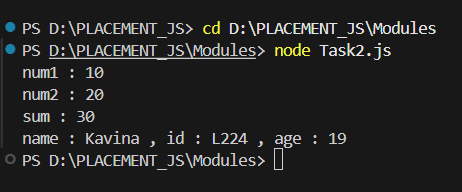 PS D:\PLACEMENT_JS> cd D:\PLACEMENT_JS\Modules
PS D:\PLACEMENT_JS\Modules> node Task2.js
num1 : 10
num2 : 20
sum : 30
name : Kavina , id : L224 , age : 19
PS D:\PLACEMENT_JS\Modules>